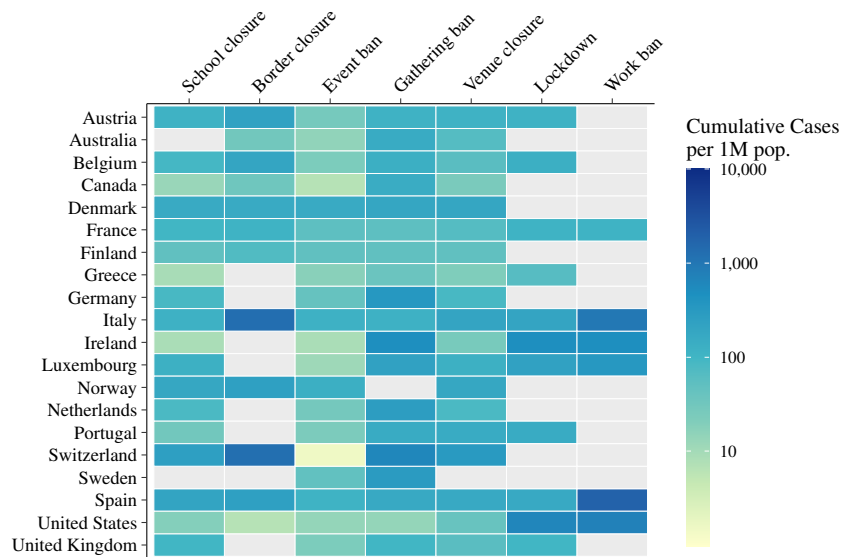 School closure
Border closure
Event ban
Gathering ban
Venue closure
Lockdown
Work ban
Austria
Australia
Belgium
Canada
Denmark
France
Finland
Greece
Germany
Italy
Ireland
Luxembourg
Norway
Netherlands
Portugal
Switzerland
Sweden
Spain
United States
United Kingdom
Cumulative Cases
per 1M pop.
10,000
1,000
100
10